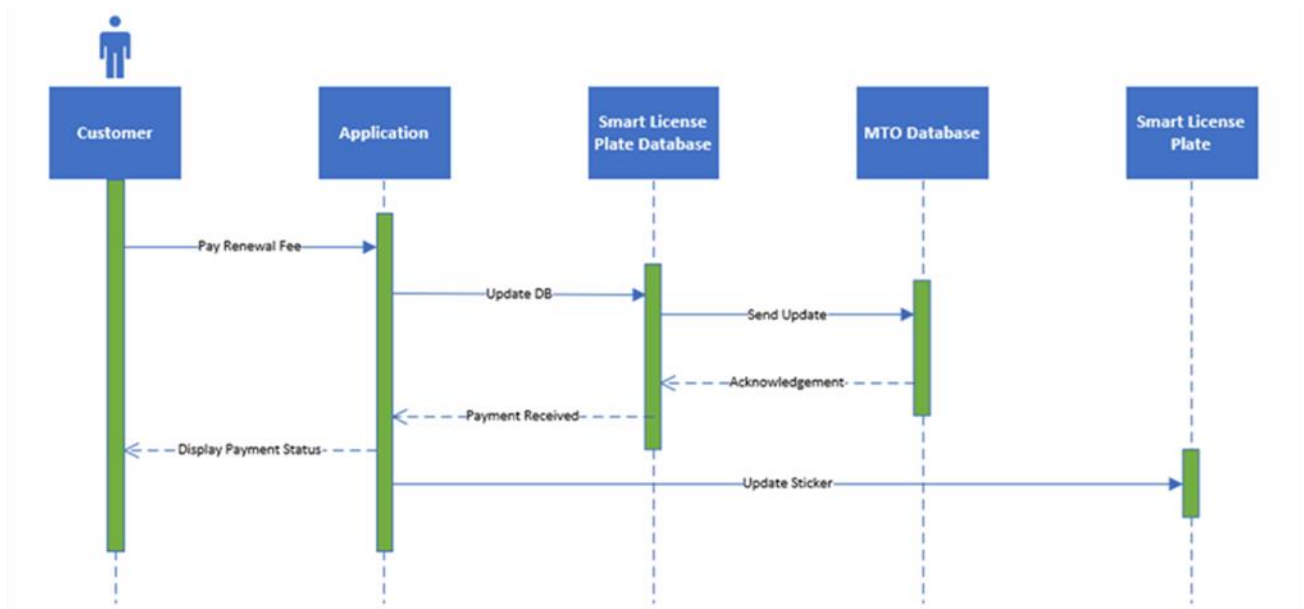 Customer
Application
Smart License
Plate Database
MTO Database
Smart License
Plate
Pay Renewal Fee
Update DB
Send Update
Acknowledgement
Payment Received
Display Payment Status
Update Sticker